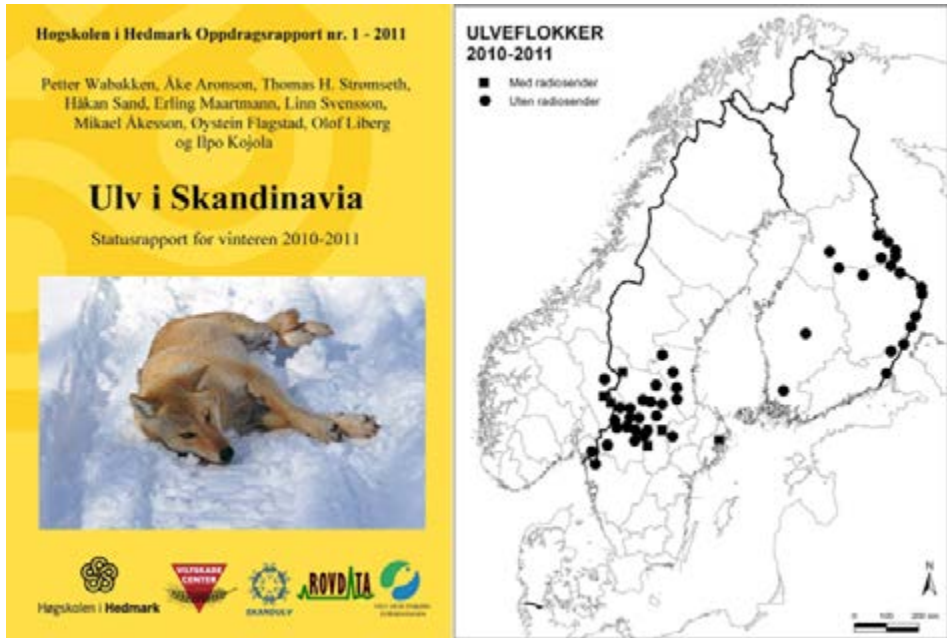 Høgskolen i Hedmark Oppdragsrapport nr. 1 - 2011
Petter Wabakken, Åke Aronson, Thomas H. Strømseth,
Håkan Sand, Erling Maartmann, Linn Svensson,
Mikael Åkesson, Øystein Flagstad, Olof Liberg
og Ilpo Kojola
Ulv i Skandinavia
Statusrapport for vinteren 2010-2011
Høgskolen i Hedmark
VILTSKADE
CENTER
SKANDULV
ROVDATA
ULVEFLOKKER
2010-2011
Med radiosender
Uten radiosender
N
0 100 200 km